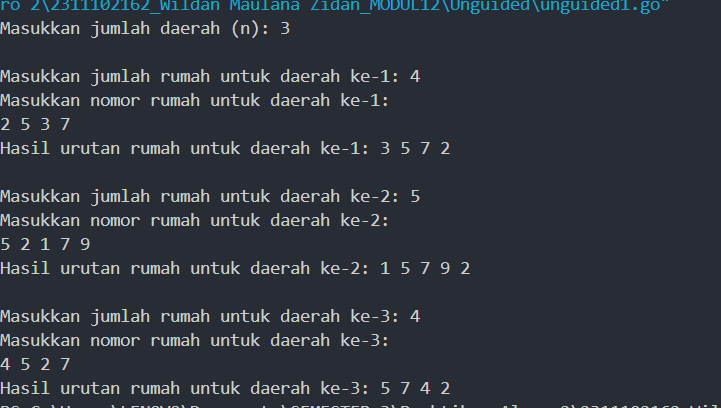 ro 2\2311102162_Wildan Maulana Zidan_MODUL12\Unguided\unguided1.go"
Masukkan jumlah daerah (n): 3
Masukkan jumlah rumah untuk daerah ke-1: 4
Masukkan nomor rumah untuk daerah ke-1:
2 5 3 7
Hasil urutan rumah untuk daerah ke-1: 3 5 7 2
Masukkan jumlah rumah untuk daerah ke-2: 5
Masukkan nomor rumah untuk daerah ke-2:
5 2 1 7 9
Hasil urutan rumah untuk daerah ke-2: 1 5 7 9 2
Masukkan jumlah rumah untuk daerah ke-3: 4
Masukkan nomor rumah untuk daerah ke-3:
4 5 2 7
Hasil urutan rumah untuk daerah ke-3: 5 7 4 2